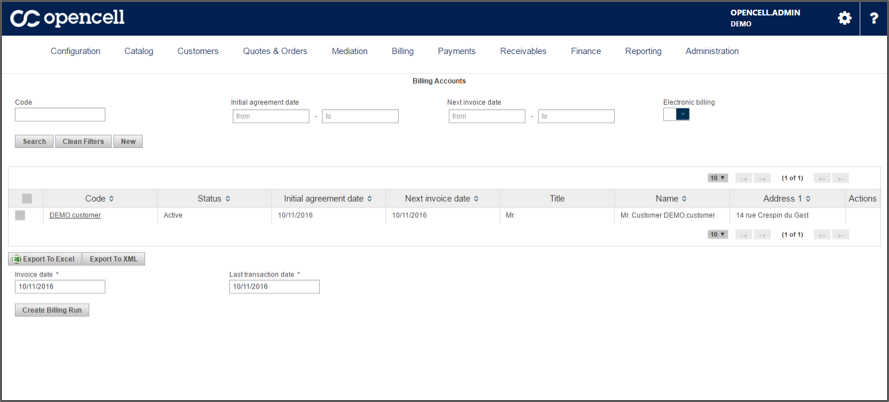 opencell
OPENCELL.ADMIN
DEMO
?
Configuration Catalog Customers Quotes & Orders Mediation Billing Payments Receivables Finance Reporting Administration
Billing Accounts
Code Initial agreement date Next invoice date Electronic billing
from - to from - to
Search Clean Filters New
10 (1 of 1)
Code Status Initial agreement date Next invoice date Title Name Address 1 Actions
DEMO.customer Active 10/11/2016 10/11/2016 Mr. Mr. Customer DEMO.customer 14 rue Crespin du Gast
10 (1 of 1)
Export To Excel Export To XML
Invoice date * Last transaction date *
10/11/2016 10/11/2016
Create Billing Run